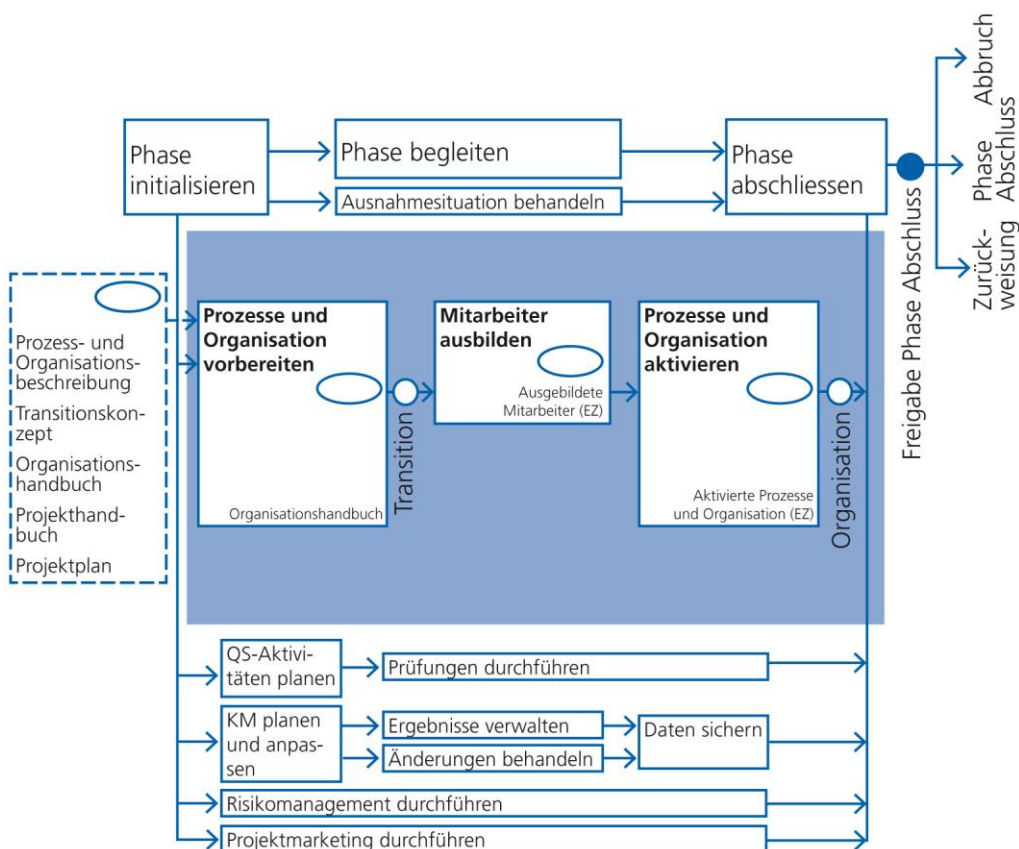 Abbruch
Phase
Abschluss
Zurück-
weisung
Freigabe Phase Abschluss
Phase
initialisieren
Phase begleiten
Ausnahmesituation behandeln
Phase
abschliessen
Prozess- und
Organisations-
beschreibung
Transitionskon-
zept
Organisations-
handbuch
Projekthand-
buch
Projektplan
Prozesse und
Organisation
vorbereiten
Organisationshandbuch
Transition
Mitarbeiter
ausbilden
Ausgebildete
Mitarbeiter (EZ)
Prozesse und
Organisation
aktivieren
Aktivierte Prozesse
und Organisation (EZ)
Organisation
QS-Aktivi-
täten planen
Prüfungen durchführen
KM planen
und anpas-
sen
Ergebnisse verwalten
Änderungen behandeln
Daten sichern
Risikomanagement durchführen
Projektmarketing durchführen